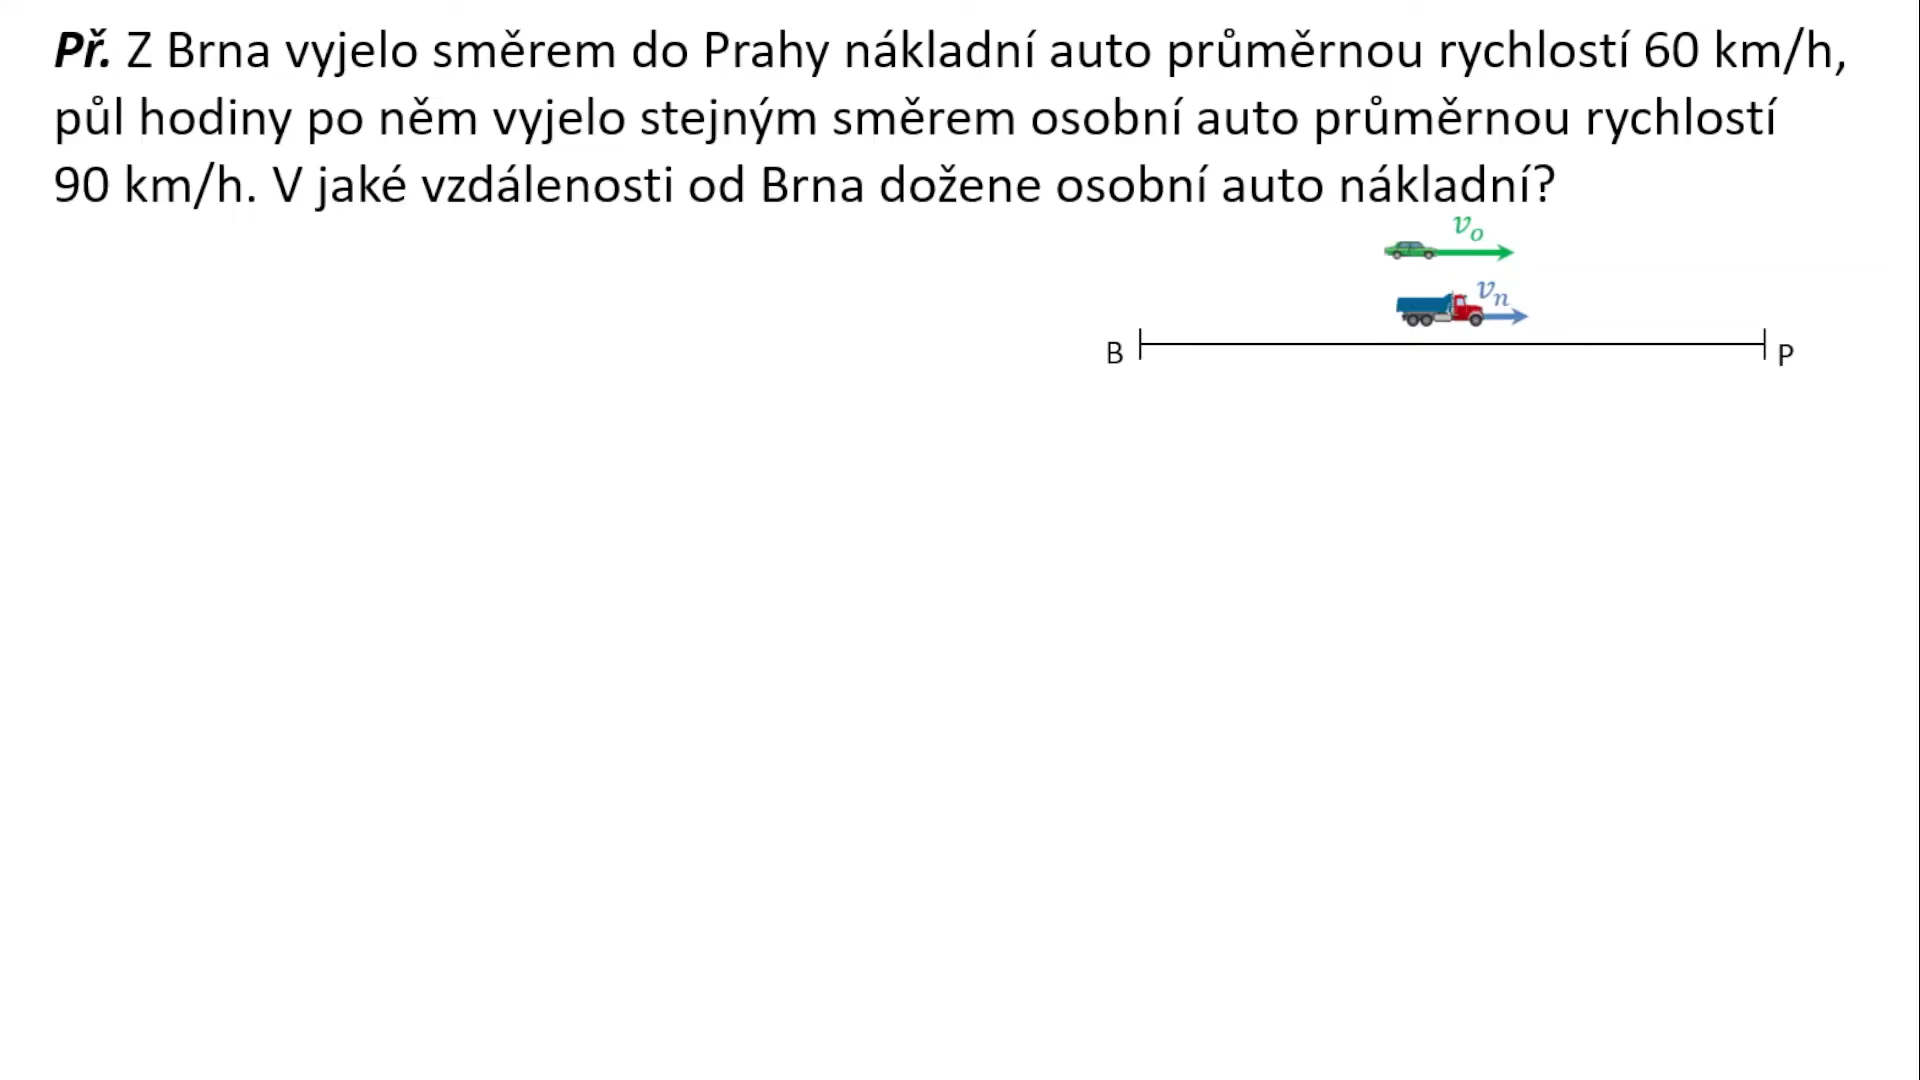 Př. Z Brna vyjelo směrem do Prahy nákladní auto průměrnou rychlostí 60 km/h,
půl hodiny po něm vyjelo stejným směrem osobní auto průměrnou rychlostí
90 km/h. V jaké vzdálenosti od Brna dožene osobní auto nákladní?
v_o
v_n
B P